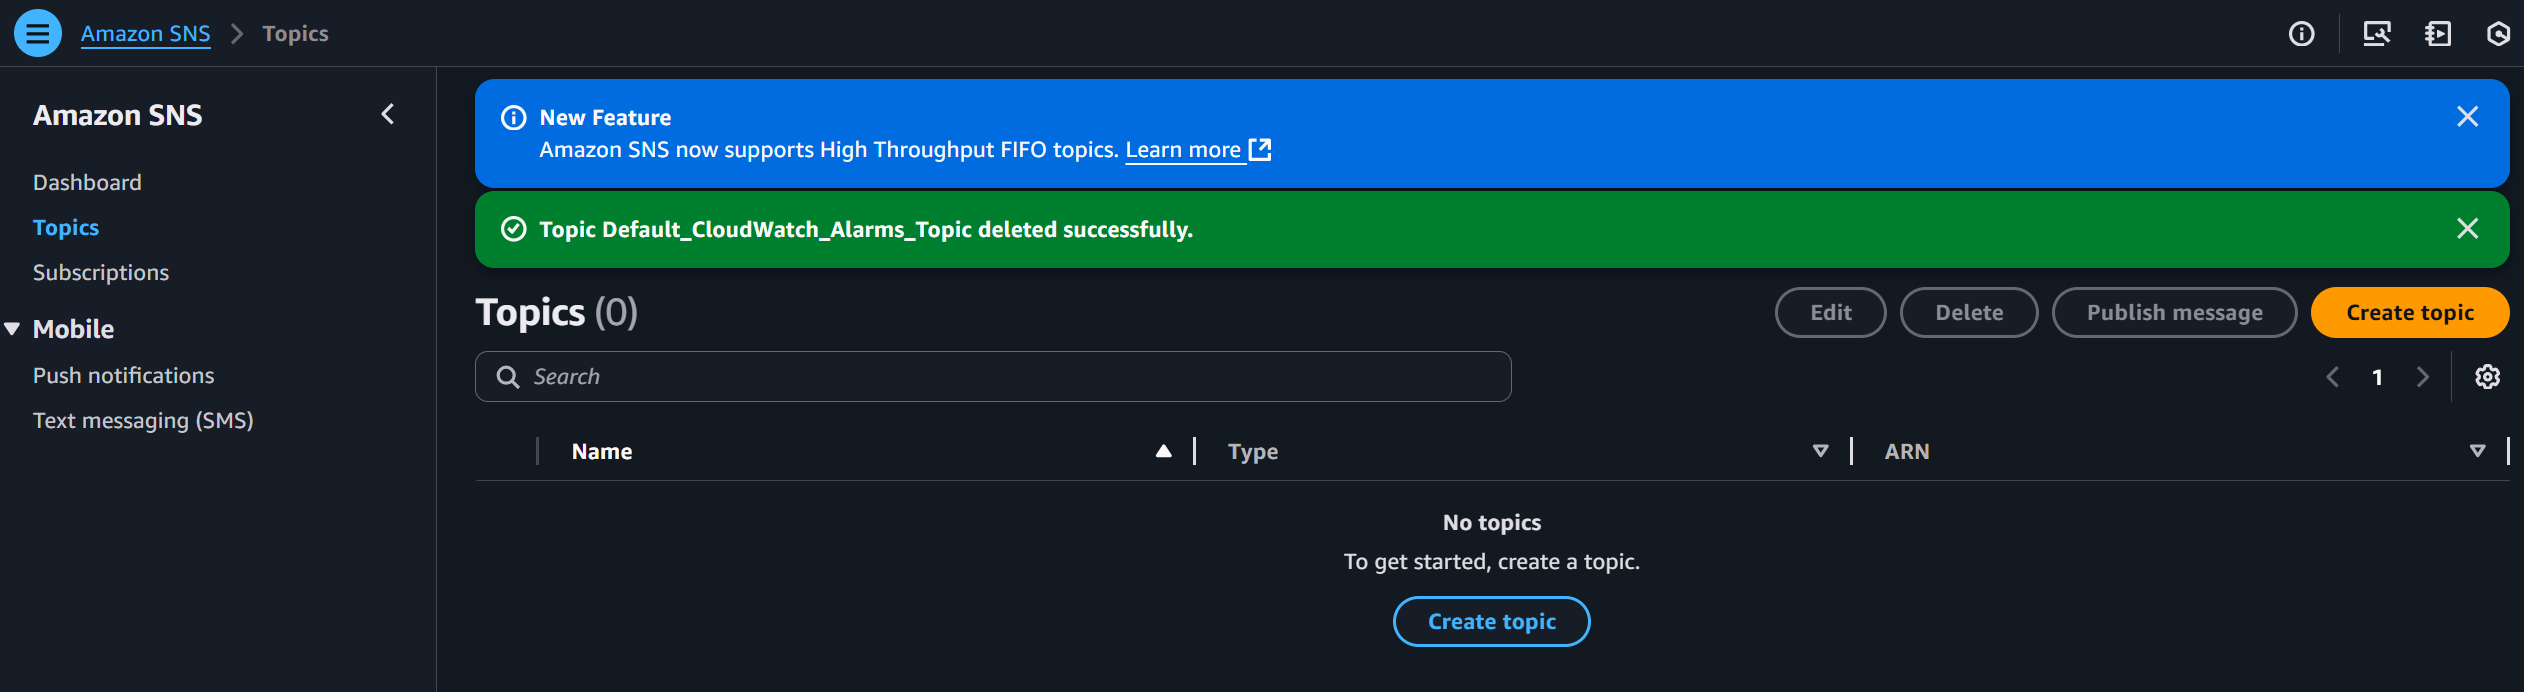 Amazon SNS > Topics
Amazon SNS
Dashboard
Topics
Subscriptions
Mobile
Push notifications
Text messaging (SMS)
New Feature
Amazon SNS now supports High Throughput FIFO topics. Learn more
Topic Default_CloudWatch_Alarms_Topic deleted successfully.
Topics (0)
Edit
Delete
Publish message
Create topic
Search
1
Name
Type
ARN
No topics
To get started, create a topic.
Create topic